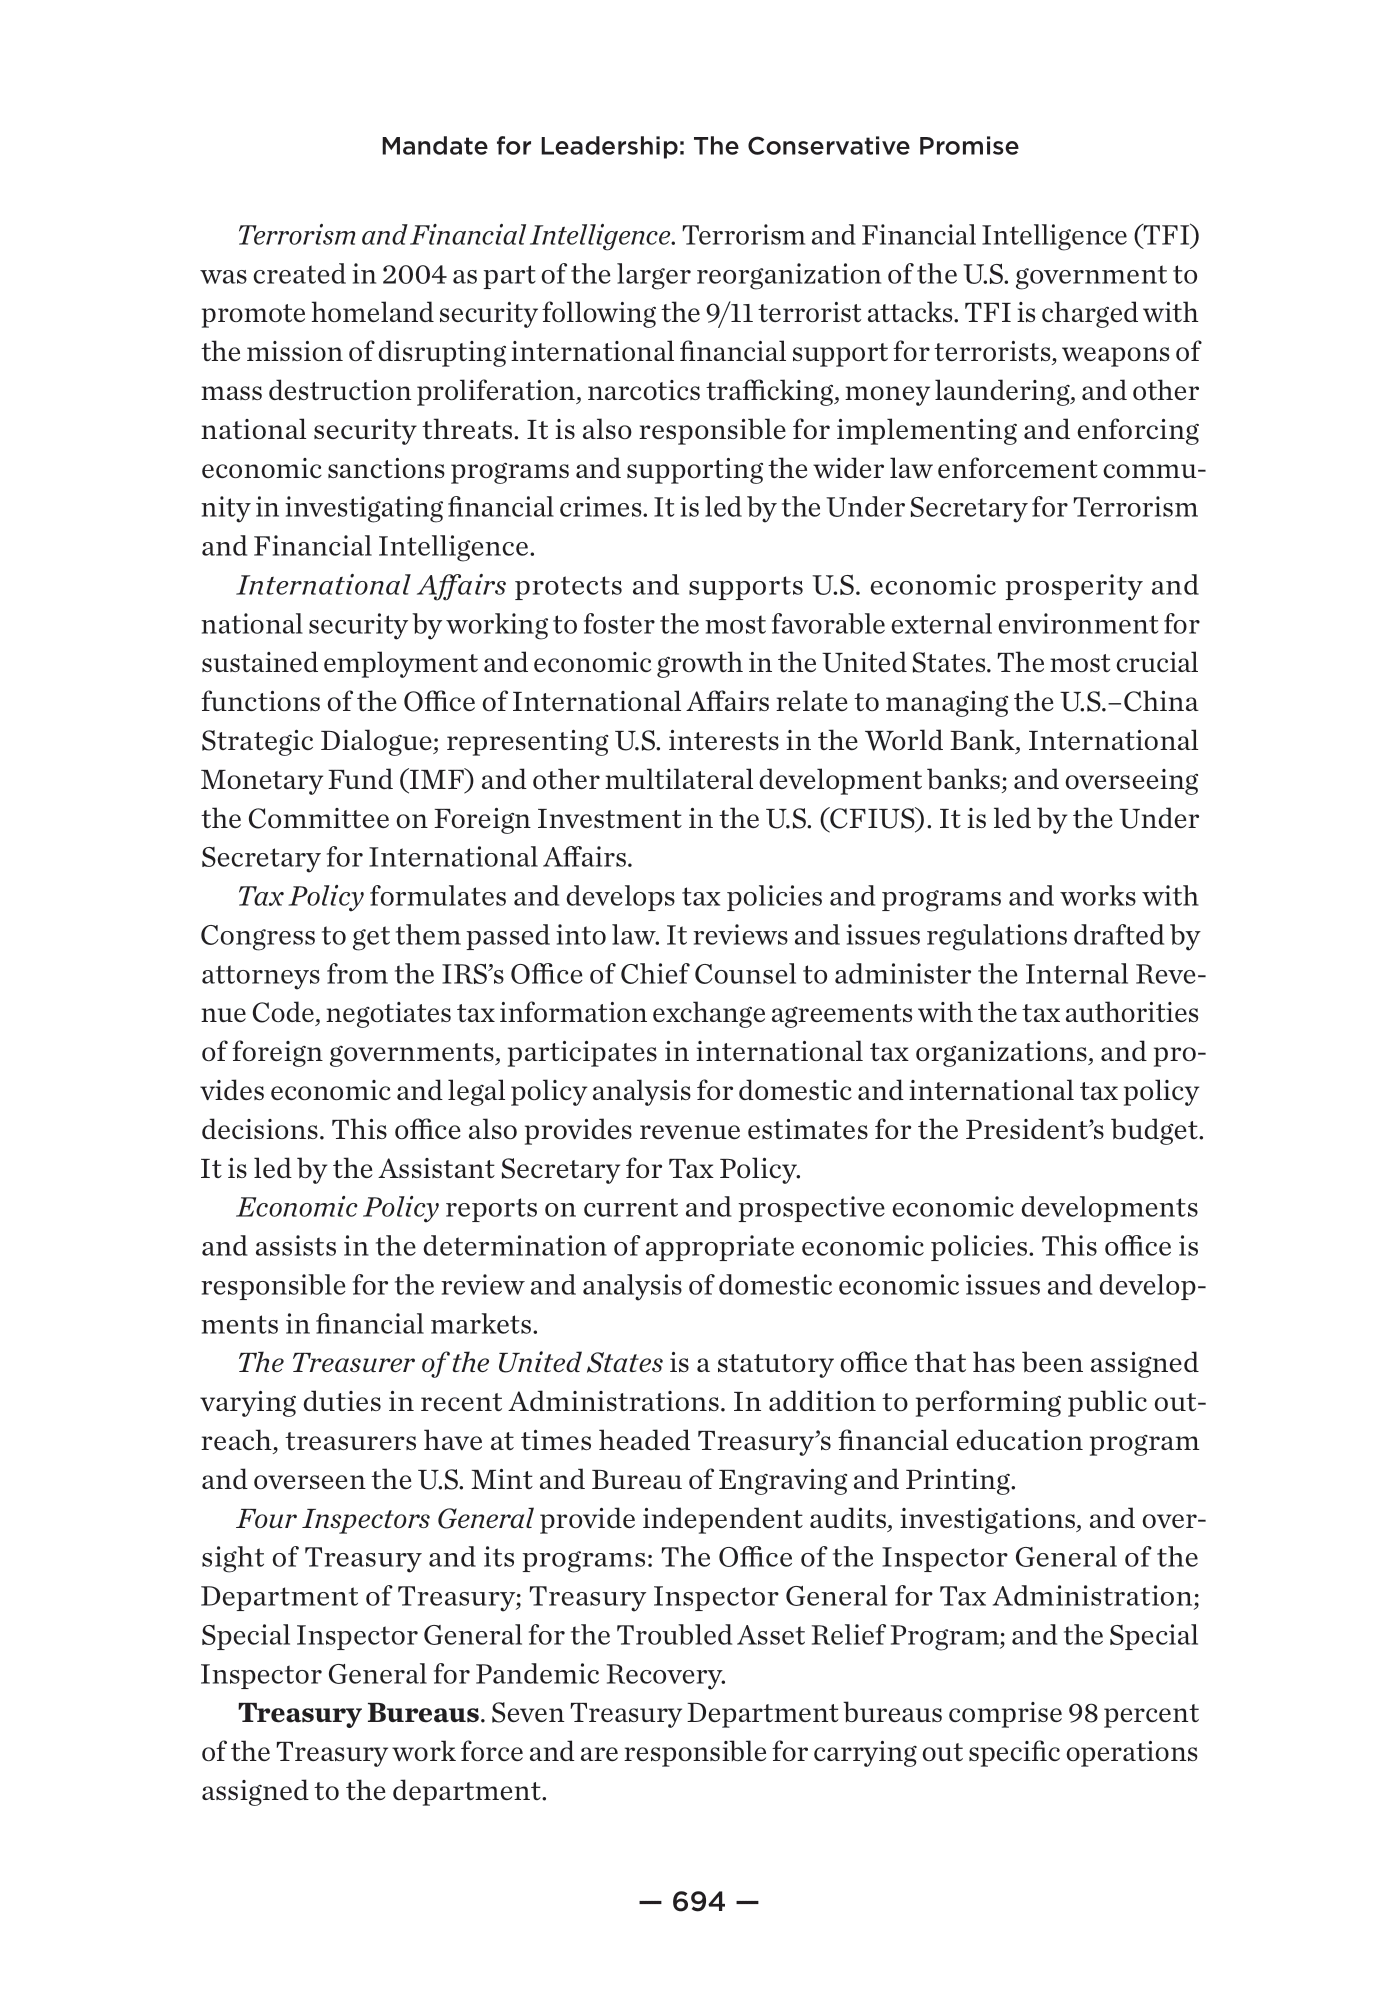 Mandate for Leadership: The Conservative Promise
Terrorism and Financial Intelligence. Terrorism and Financial Intelligence (TFI)
was created in 2004 as part of the larger reorganization of the U.S. government to
promote homeland security following the 9/11 terrorist attacks. TFI is charged with
the mission of disrupting international financial support for terrorists, weapons of
mass destruction proliferation, narcotics trafficking, money laundering, and other
national security threats. It is also responsible for implementing and enforcing
economic sanctions programs and supporting the wider law enforcement commu-
nity in investigating financial crimes. It is led by the Under Secretary for Terrorism
and Financial Intelligence.
International Affairs protects and supports U.S. economic prosperity and
national security by working to foster the most favorable external environment for
sustained employment and economic growth in the United States. The most crucial
functions of the Office of International Affairs relate to managing the U.S.–China
Strategic Dialogue; representing U.S. interests in the World Bank, International
Monetary Fund (IMF) and other multilateral development banks; and overseeing
the Committee on Foreign Investment in the U.S. (CFIUS). It is led by the Under
Secretary for International Affairs.
Tax Policy formulates and develops tax policies and programs and works with
Congress to get them passed into law. It reviews and issues regulations drafted by
attorneys from the IRS’s Office of Chief Counsel to administer the Internal Reve-
nue Code, negotiates tax information exchange agreements with the tax authorities
of foreign governments, participates in international tax organizations, and pro-
vides economic and legal policy analysis for domestic and international tax policy
decisions. This office also provides revenue estimates for the President’s budget.
It is led by the Assistant Secretary for Tax Policy.
Economic Policy reports on current and prospective economic developments
and assists in the determination of appropriate economic policies. This office is
responsible for the review and analysis of domestic economic issues and develop-
ments in financial markets.
The Treasurer of the United States is a statutory office that has been assigned
varying duties in recent Administrations. In addition to performing public out-
reach, treasurers have at times headed Treasury’s financial education program
and overseen the U.S. Mint and Bureau of Engraving and Printing.
Four Inspectors General provide independent audits, investigations, and over-
sight of Treasury and its programs: The Office of the Inspector General of the
Department of Treasury; Treasury Inspector General for Tax Administration;
Special Inspector General for the Troubled Asset Relief Program; and the Special
Inspector General for Pandemic Recovery.
Treasury Bureaus. Seven Treasury Department bureaus comprise 98 percent
of the Treasury work force and are responsible for carrying out specific operations
assigned to the department.
— 694 —